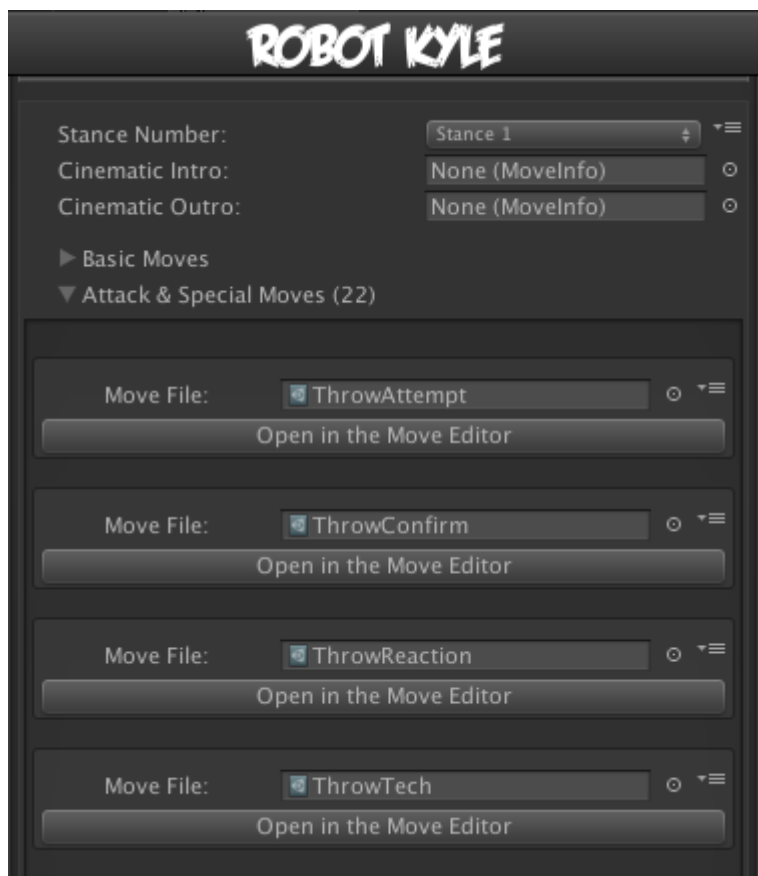 ROBOT KYLE
Stance Number: Stance 1
Cinematic Intro: None (MoveInfo)
Cinematic Outro: None (MoveInfo)
Basic Moves
Attack & Special Moves (22)
Move File: ThrowAttempt
Open in the Move Editor
Move File: ThrowConfirm
Open in the Move Editor
Move File: ThrowReaction
Open in the Move Editor
Move File: ThrowTech
Open in the Move Editor